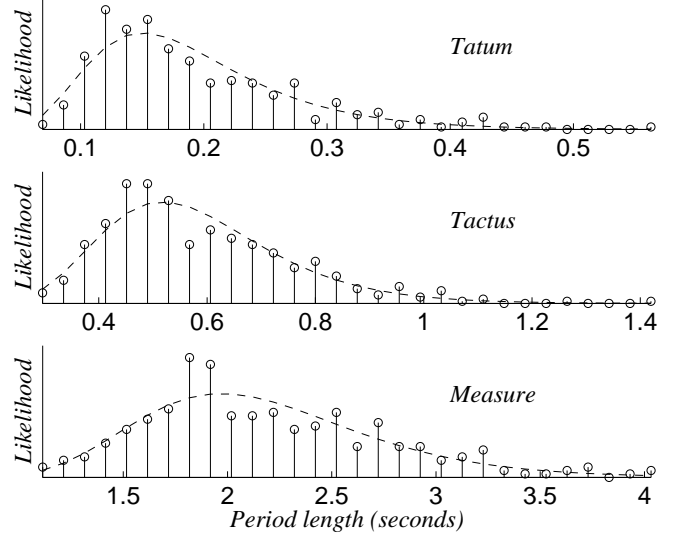 Likelihood
Tatum
0.1 0.2 0.3 0.4 0.5
Likelihood
Tactus
0.4 0.6 0.8 1 1.2 1.4
Likelihood
Measure
1.5 2 2.5 3 3.5 4
Period length (seconds)